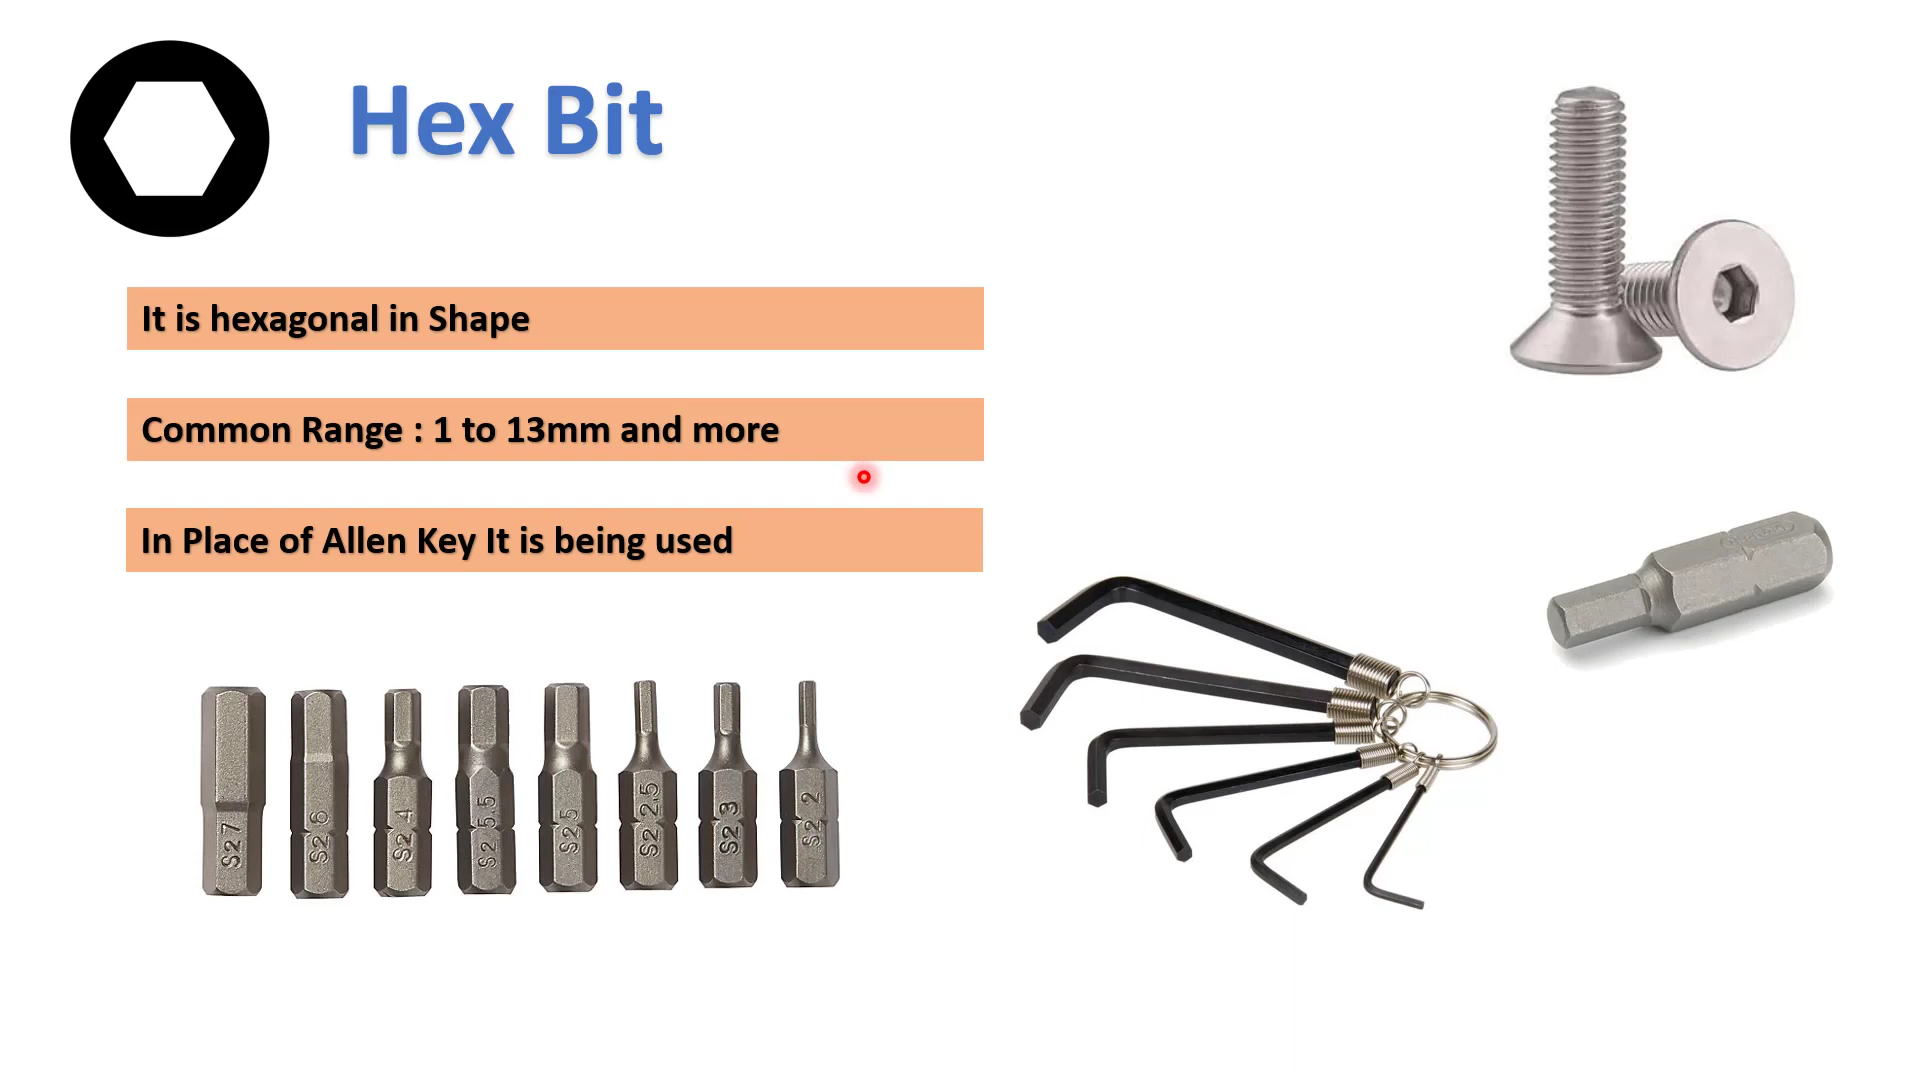 Hex Bit
It is hexagonal in Shape
Common Range : 1 to 13mm and more
In Place of Allen Key It is being used
S2 7
S2 6
S2 4
S2 5.5
S2 5
S2 2.5
S2 3
S2 2